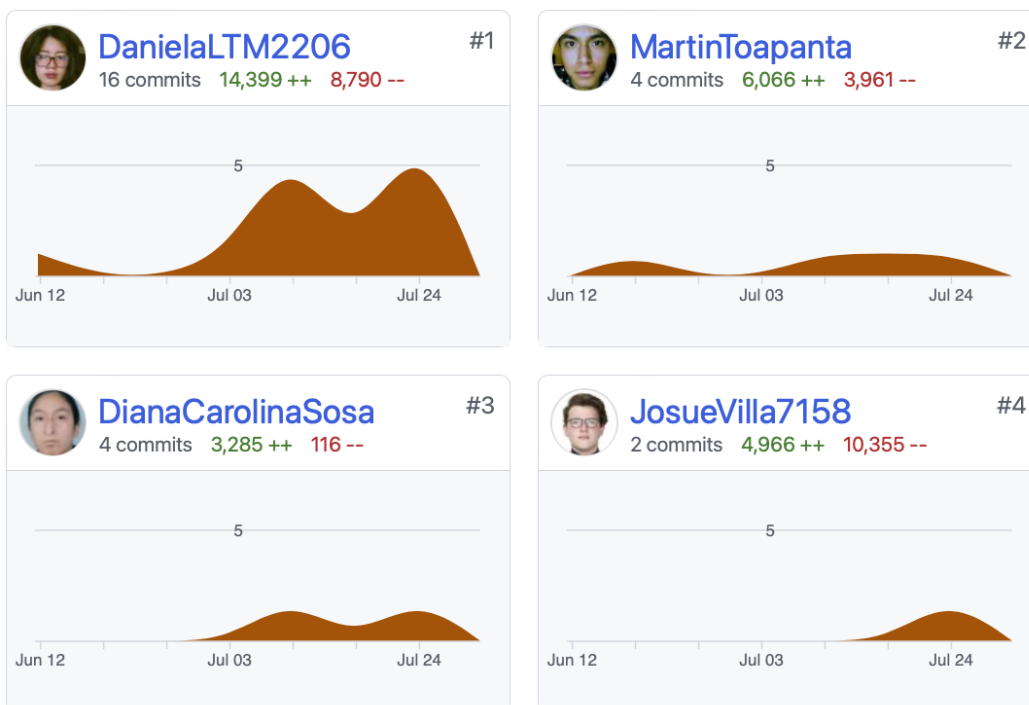 DanielaLTM2206 #1
16 commits 14,399 ++ 8,790 --
5
Jun 12 Jul 03 Jul 24
MartinToapanta #2
4 commits 6,066 ++ 3,961 --
5
Jun 12 Jul 03 Jul 24
DianaCarolinaSosa #3
4 commits 3,285 ++ 116 --
5
Jun 12 Jul 03 Jul 24
JosueVilla7158 #4
2 commits 4,966 ++ 10,355 --
5
Jun 12 Jul 03 Jul 24